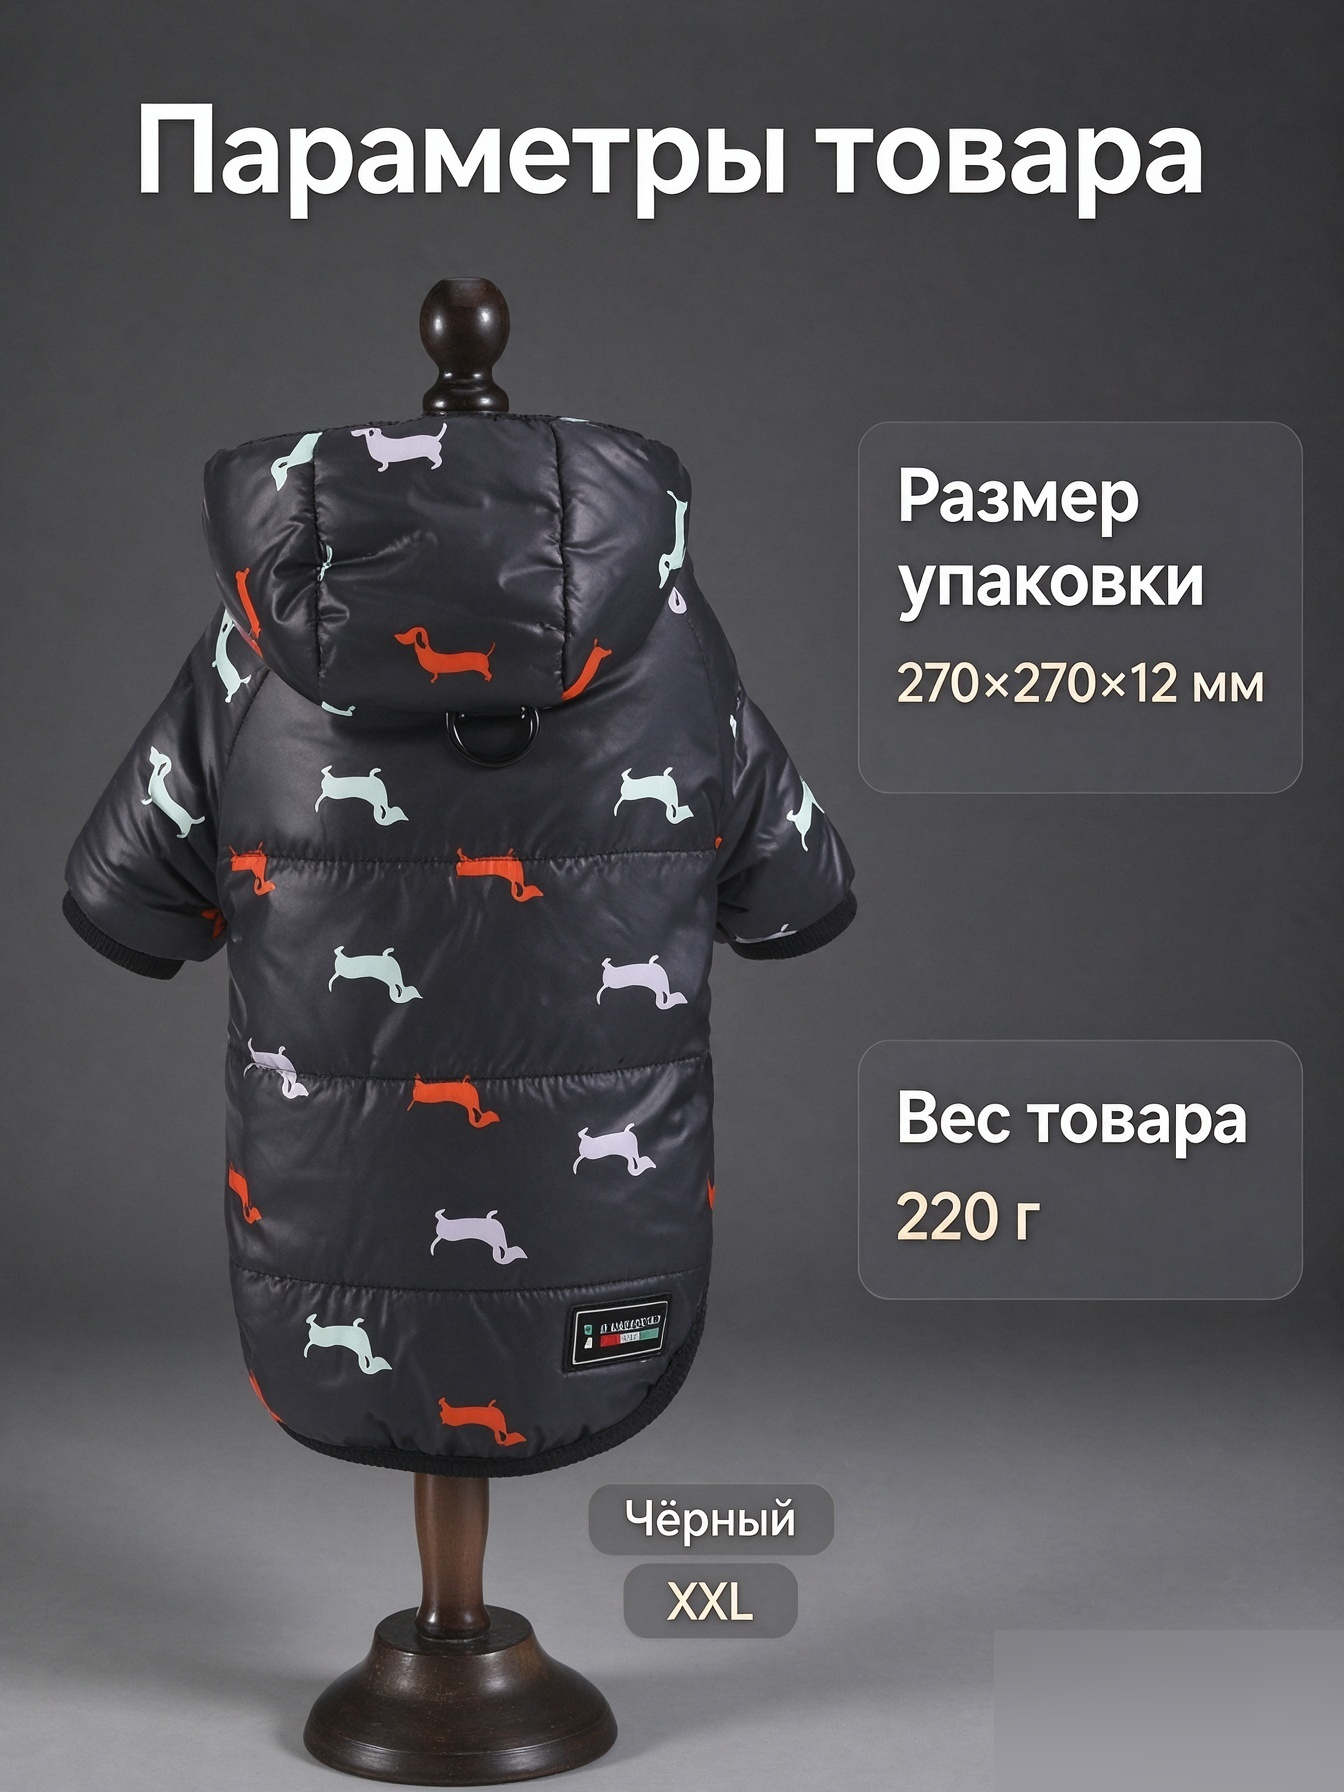 Параметры товара
Размер
упаковки
270×270×12 мм
Вес товара
220 г
Чёрный
XXL